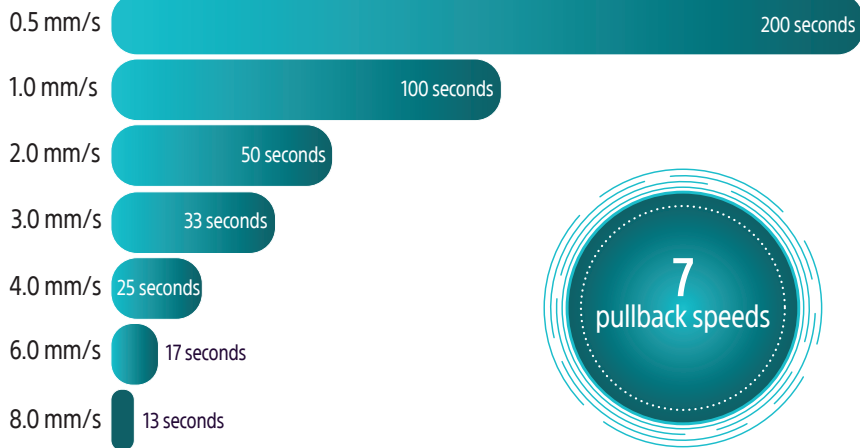 0.5 mm/s 200 seconds
1.0 mm/s 100 seconds
2.0 mm/s 50 seconds
3.0 mm/s 33 seconds
4.0 mm/s 25 seconds
6.0 mm/s 17 seconds
8.0 mm/s 13 seconds
7
pullback speeds